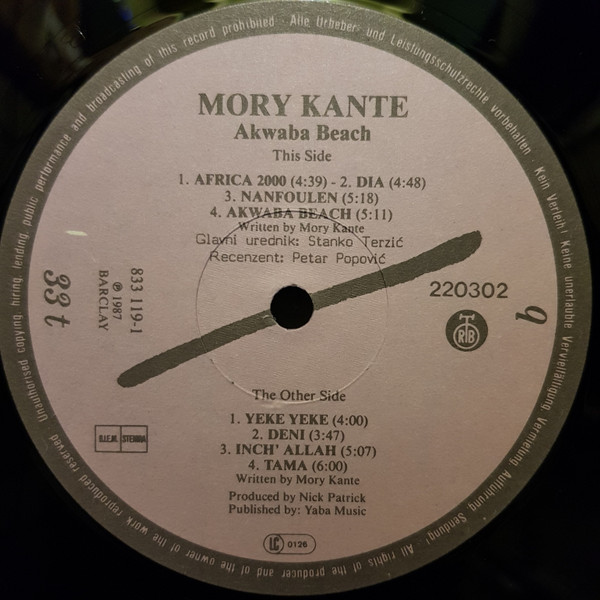 Unauthorised copying, hiring, lending, public performance and broadcasting of this record prohibited · Alle Urheber- und Leistungsschutzrechte vorbehalten · Kein Verleih! Keine unerlaubte Vervielfältigung, Vermietung, Aufführung, Sendung! · All rights of the producer and of the owner of the work reproduced reserved ·
MORY KANTE
Akwaba Beach
This Side
1. AFRICA 2000 (4:39) - 2. DIA (4:48)
3. NANFOULEN (5:18)
4. AKWABA BEACH (5:11)
Written by Mory Kante
Glavni urednik: Stanko Terzić
Recenzent: Petar Popović
33t
833 119-1
℗ 1987
BARCLAY
220302
RTB
B.I.E.M. STEMRA
The Other Side
1. YEKE YEKE (4:00)
2. DENI (3:47)
3. INCH' ALLAH (5:07)
4. TAMA (6:00)
Written by Mory Kante
Produced by Nick Patrick
Published by: Yaba Music
LC 0126